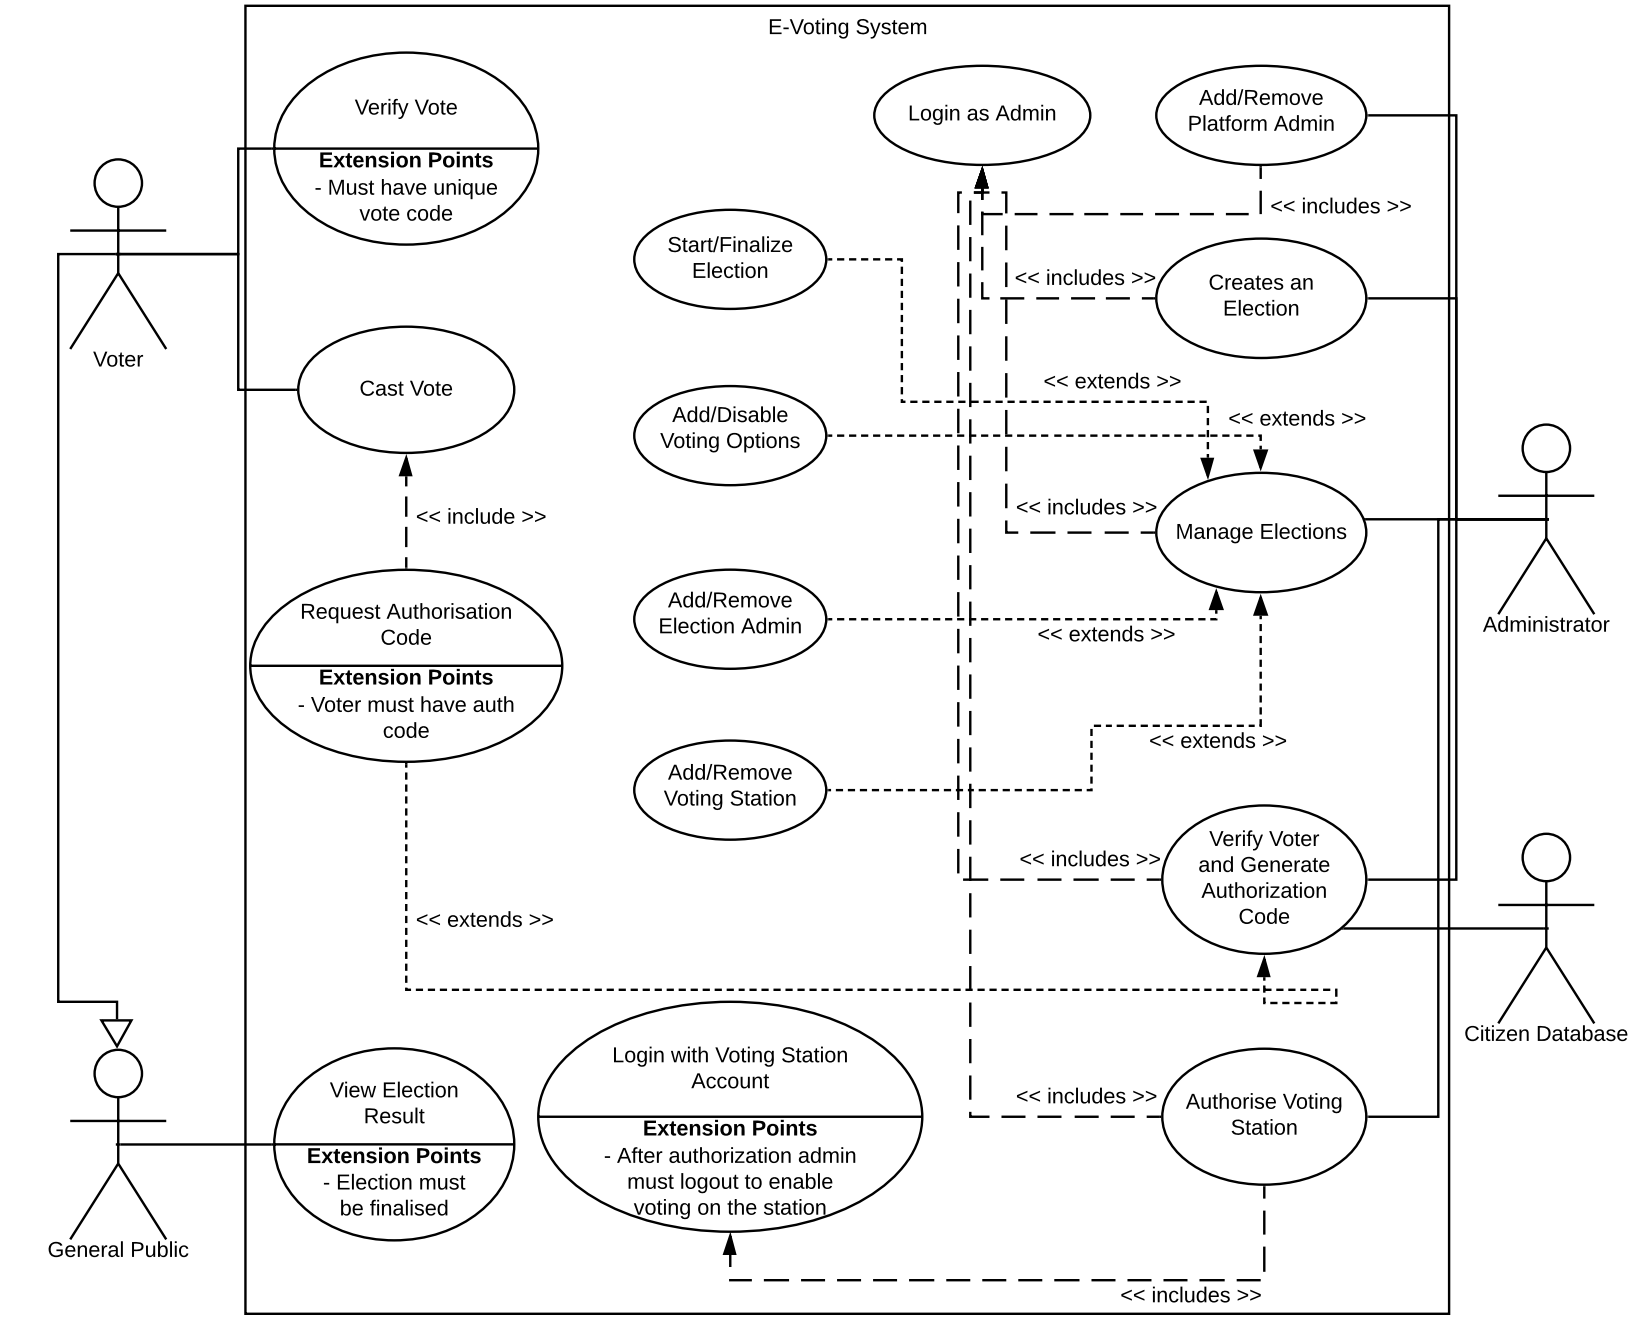 E-Voting System
Verify Vote
Extension Points
- Must have unique
vote code
Login as Admin
Add/Remove
Platform Admin
<< includes >>
Start/Finalize
Election
<< includes >>
Creates an
Election
Voter
Cast Vote
<< extends >>
Add/Disable
Voting Options
<< extends >>
<< include >>
<< includes >>
Manage Elections
Request Authorisation
Code
Extension Points
- Voter must have auth
code
Add/Remove
Election Admin
<< extends >>
Administrator
Add/Remove
Voting Station
<< extends >>
<< includes >>
Verify Voter
and Generate
Authorization
Code
<< extends >>
Citizen Database
View Election
Result
Extension Points
- Election must
be finalised
General Public
Login with Voting Station
Account
Extension Points
- After authorization admin
must logout to enable
voting on the station
<< includes >>
Authorise Voting
Station
<< includes >>